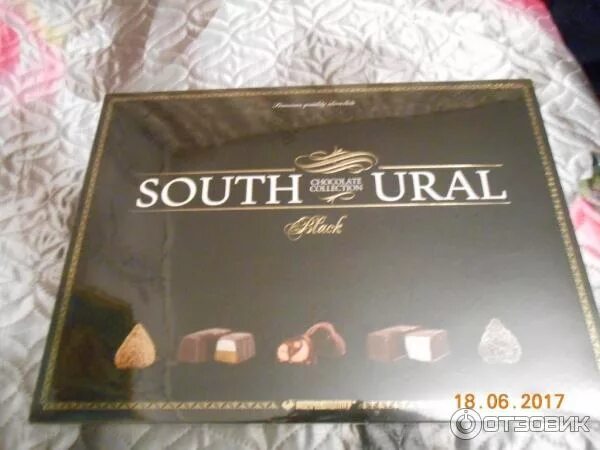 Premium quality chocolate
SOUTH CHOCOLATE COLLECTION URAL
Black
18.06.2017
ОТЗОВИК